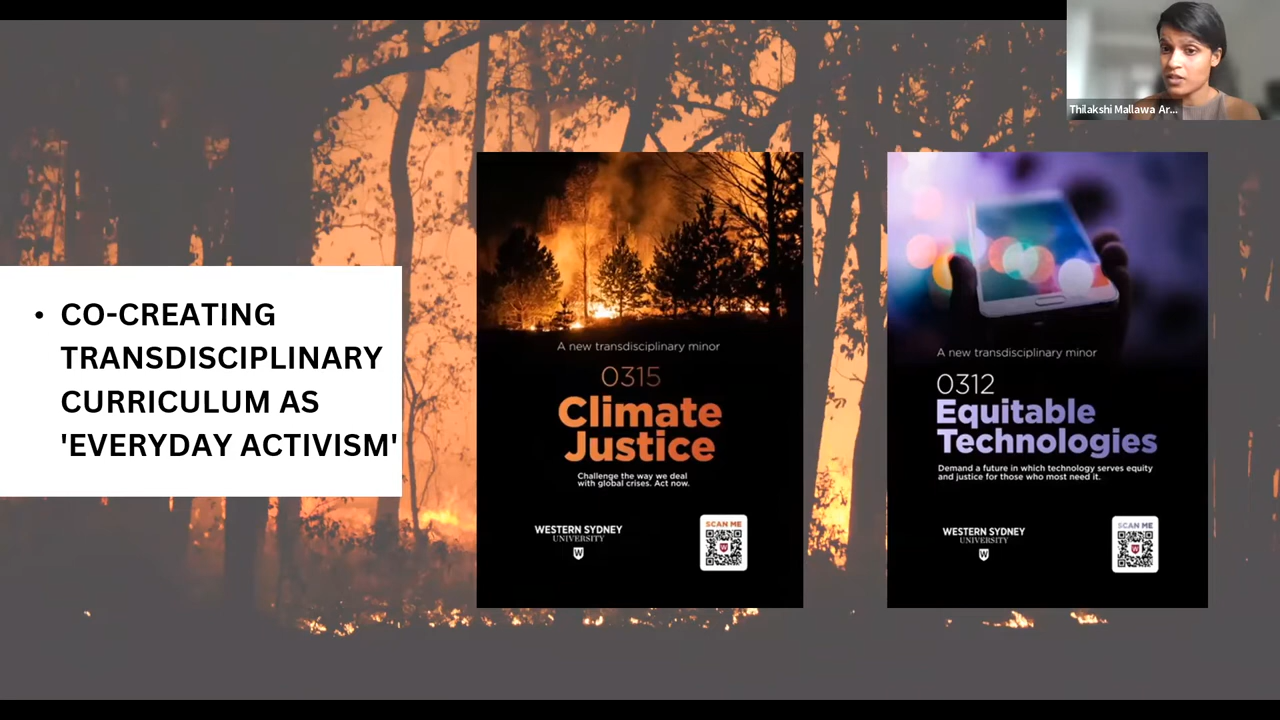 Thilakshi Mallawa Ar...
• CO-CREATING
TRANSDISCIPLINARY
CURRICULUM AS
'EVERYDAY ACTIVISM'
A new transdisciplinary minor
0315
Climate
Justice
Challenge the way we deal
with global crises. Act now.
WESTERN SYDNEY
UNIVERSITY
W
SCAN ME
A new transdisciplinary minor
0312
Equitable
Technologies
Demand a future in which technology serves equity
and justice for those who most need it.
WESTERN SYDNEY
UNIVERSITY
W
SCAN ME